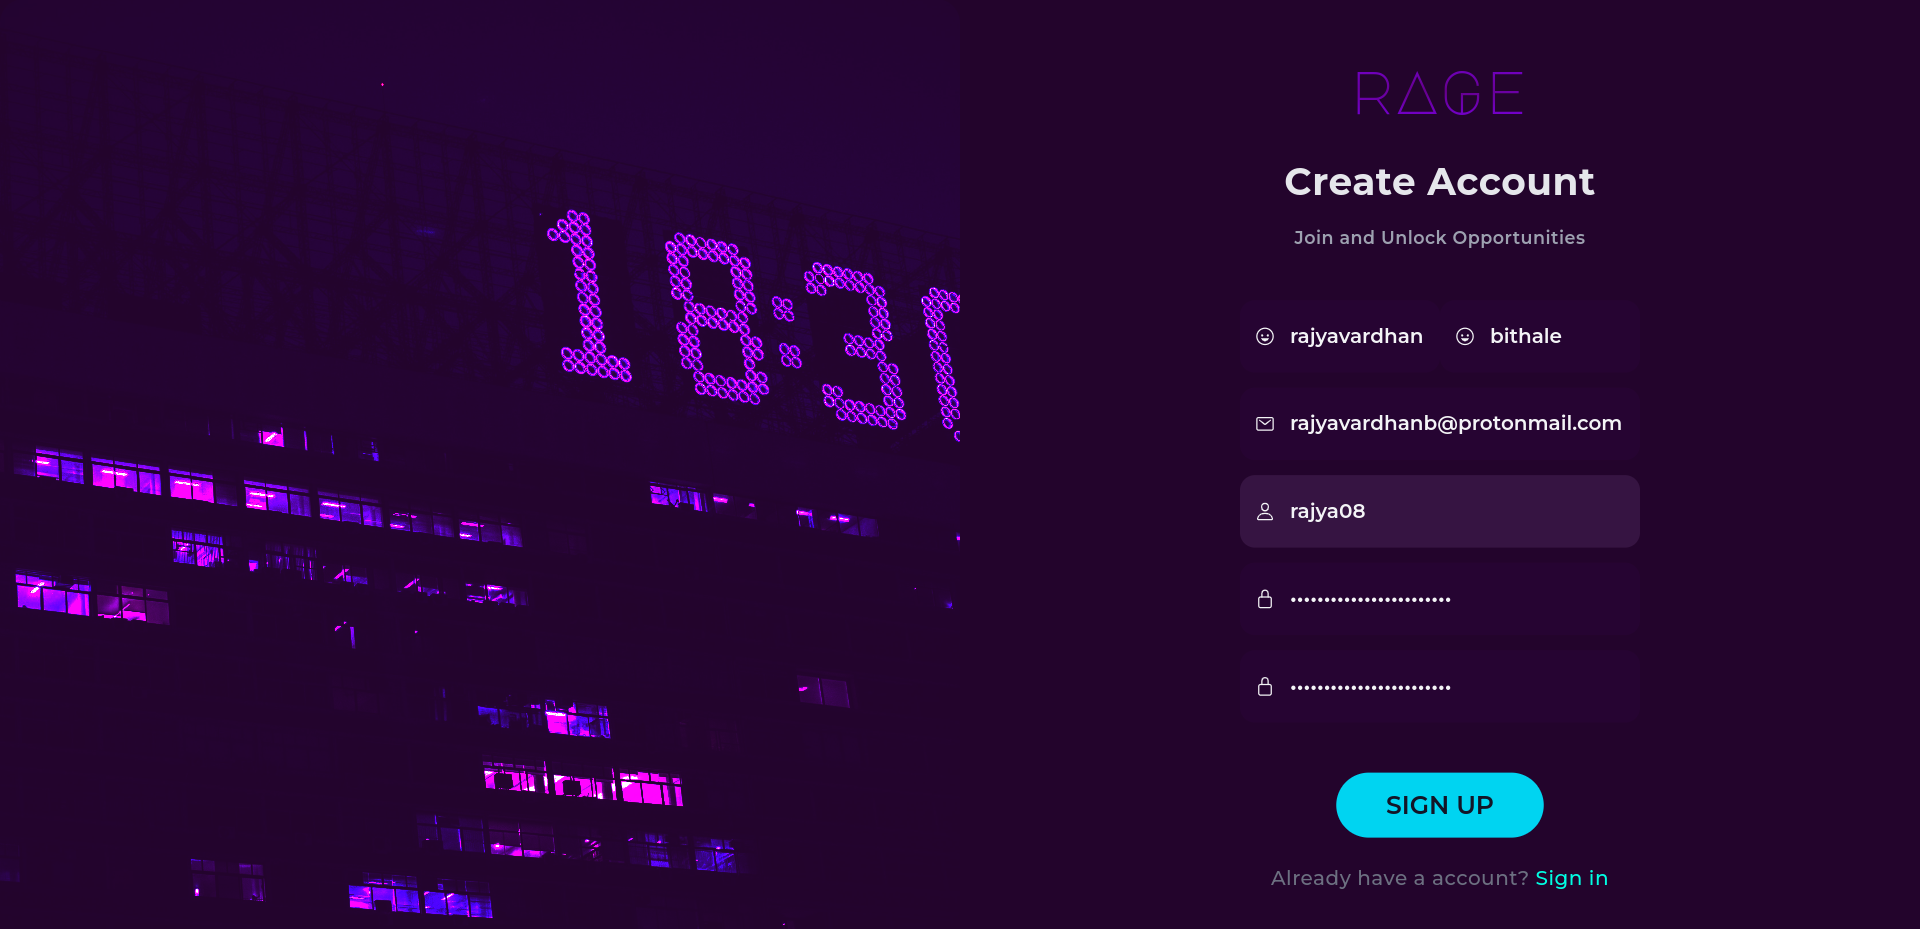 18:3
RAGE
Create Account
Join and Unlock Opportunities
rajyavardhan bithale
rajyavardhanb@protonmail.com
rajya08
••••••••••••••••••••••••
••••••••••••••••••••••••
SIGN UP
Already have a account? Sign in